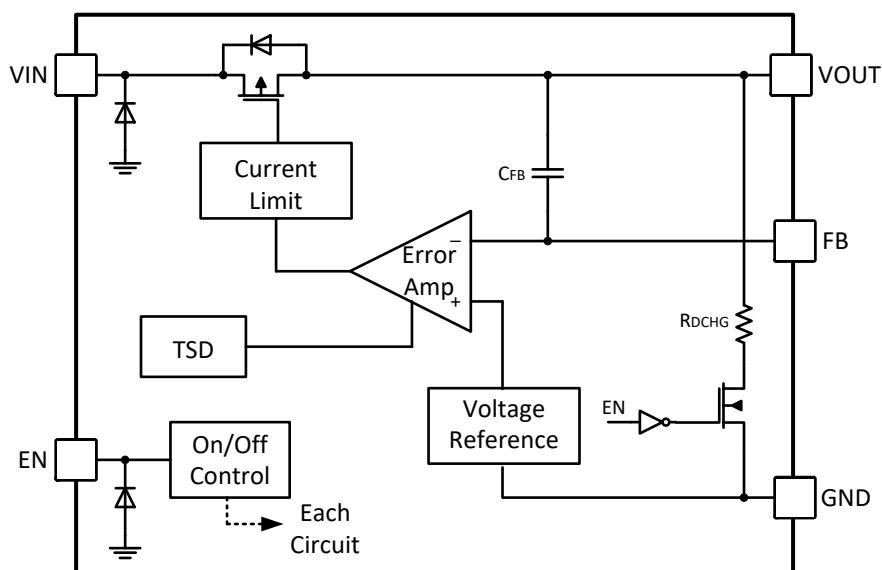 VIN
VOUT
Current
Limit
CFB
FB
Error
Amp
−
+
RDCHG
TSD
Voltage
Reference
EN
EN
On/Off
Control
GND
Each
Circuit